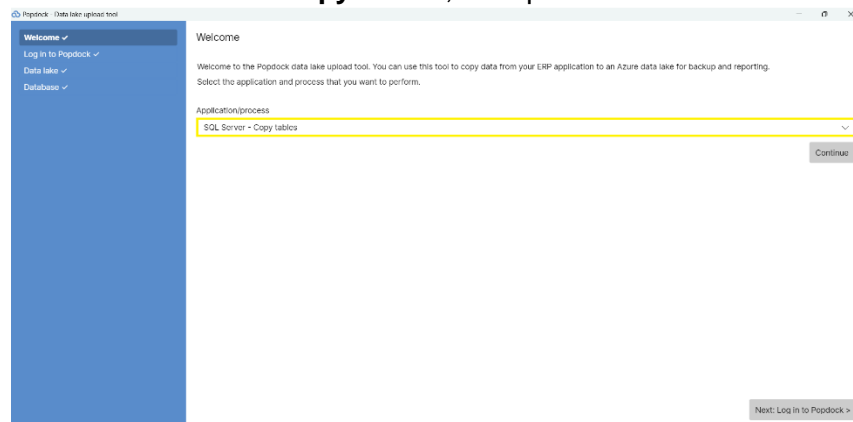 Popdock - Data lake upload tool
Welcome ✓
Log in to Popdock ✓
Data lake ✓
Database ✓
Welcome
Welcome to the Popdock data lake upload tool. You can use this tool to copy data from your ERP application to an Azure data lake for backup and reporting.
Select the application and process that you want to perform.
Application/process
SQL Server - Copy tables
Continue
Next: Log in to Popdock >